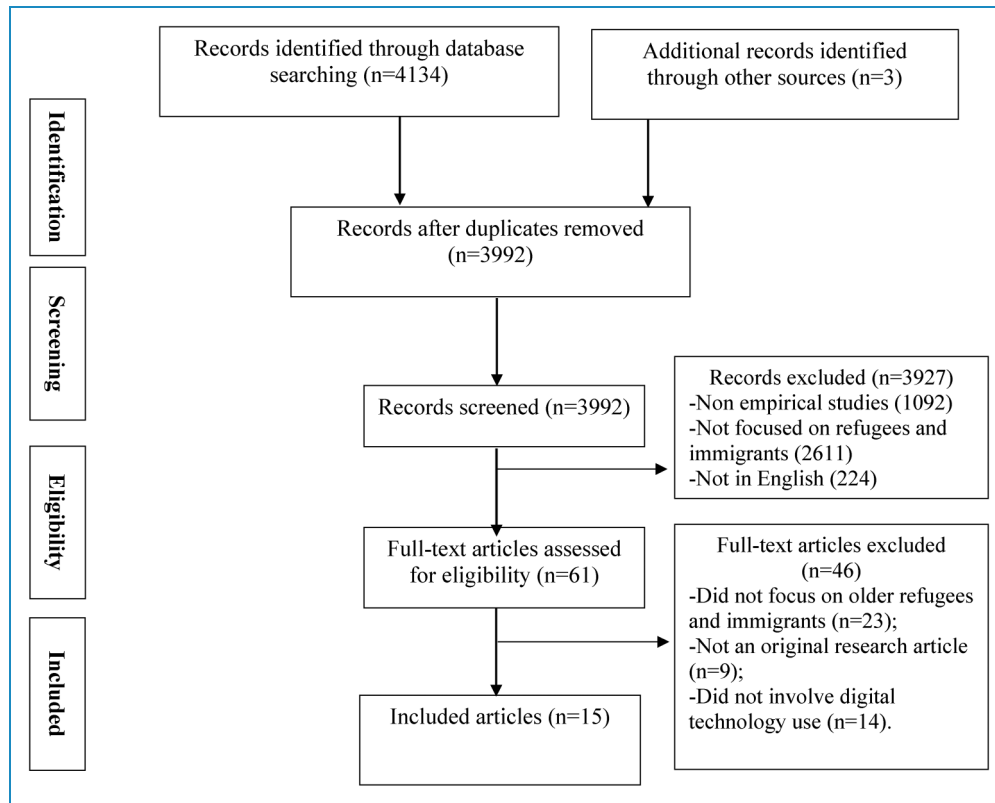 Records identified through database
searching (n=4134)
Additional records identified
through other sources (n=3)
Identification
Records after duplicates removed
(n=3992)
Screening
Records screened (n=3992)
Records excluded (n=3927)
-Non empirical studies (1092)
-Not focused on refugees and
immigrants (2611)
-Not in English (224)
Eligibility
Full-text articles assessed
for eligibility (n=61)
Full-text articles excluded
(n=46)
-Did not focus on older refugees
and immigrants (n=23);
-Not an original research article
(n=9);
-Did not involve digital
technology use (n=14).
Included
Included articles (n=15)